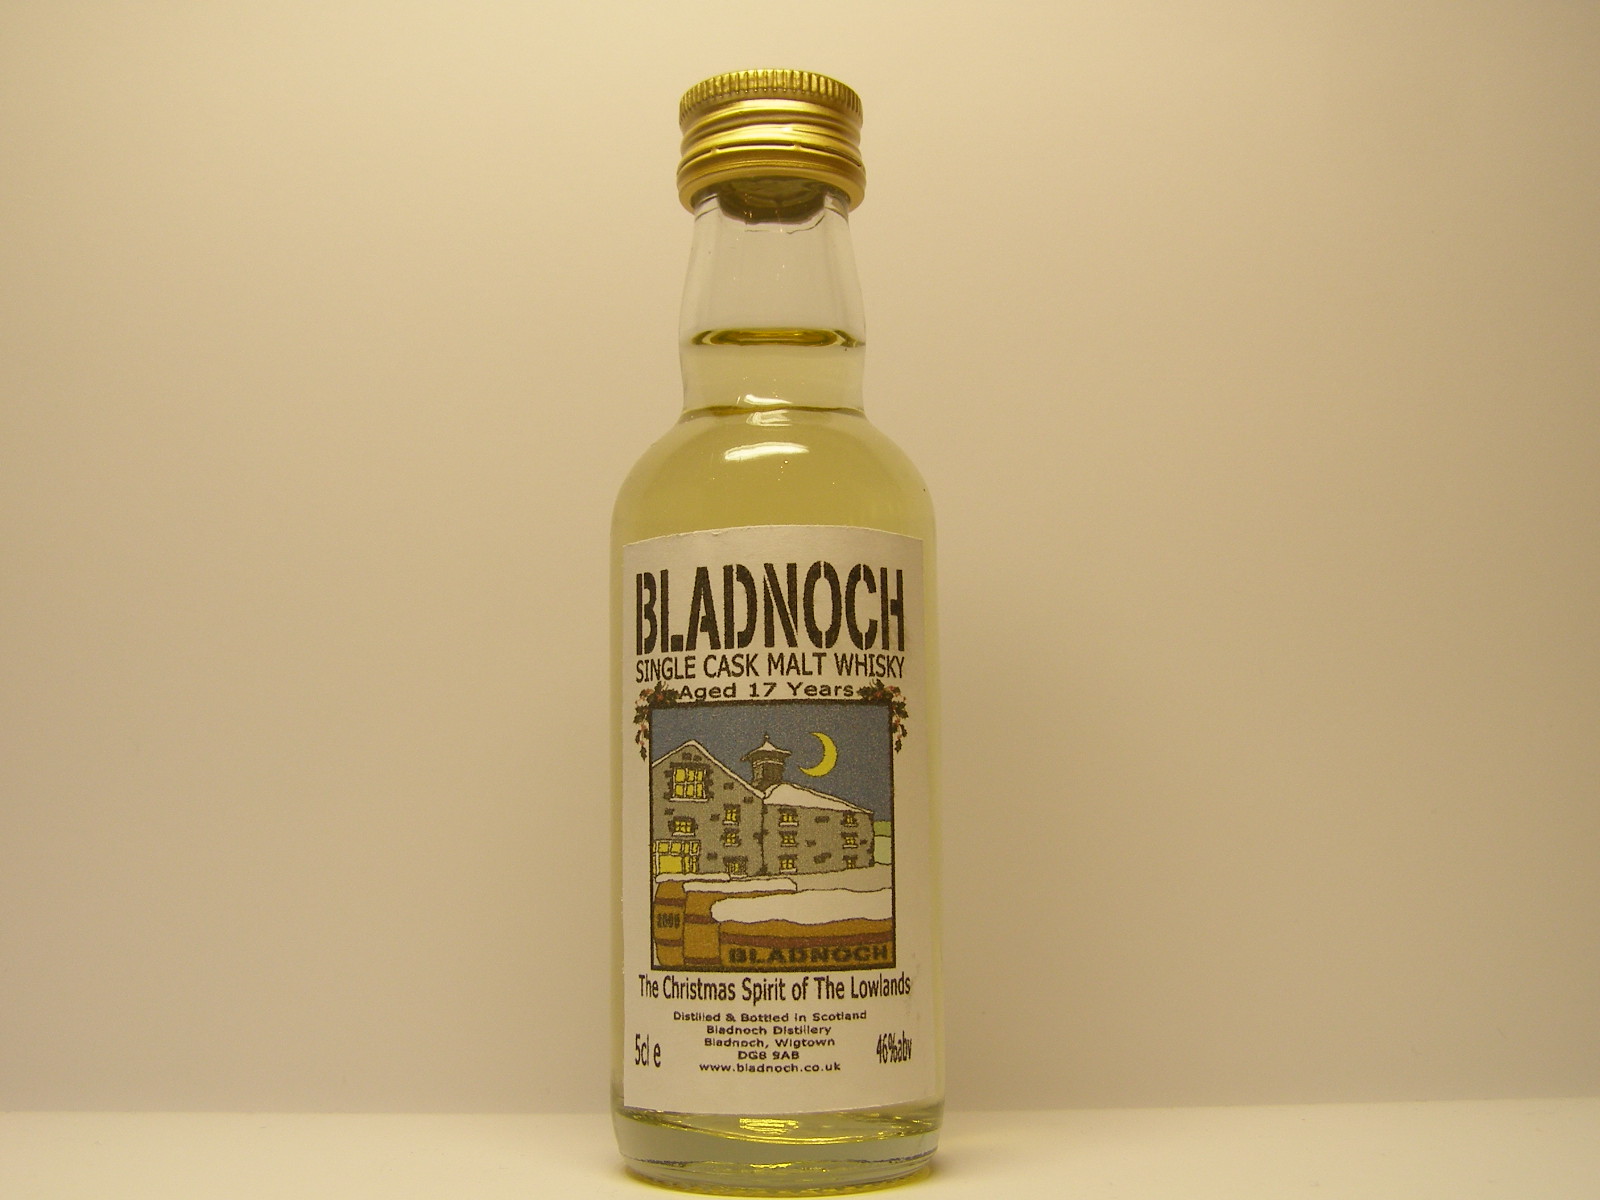 BLADNOCH
SINGLE CASK MALT WHISKY
Aged 17 Years
BLADNOCH
The Christmas Spirit of The Lowlands
Distilled & Bottled in Scotland
Bladnoch Distillery
Bladnoch, Wigtown
DG8 9AB
www.bladnoch.co.uk
5cl e
46%abv